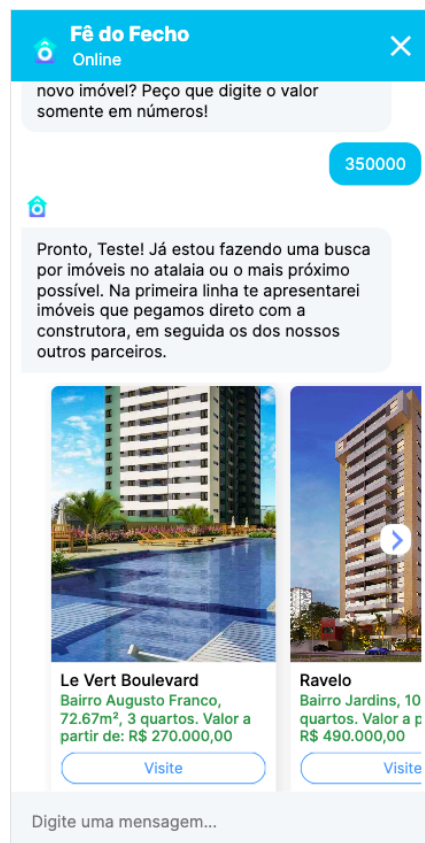 Fê do Fecho
Online
novo imóvel? Peço que digite o valor
somente em números!
350000
Pronto, Teste! Já estou fazendo uma busca
por imóveis no atalaia ou o mais próximo
possível. Na primeira linha te apresentarei
imóveis que pegamos direto com a
construtora, em seguida os dos nossos
outros parceiros.
Le Vert Boulevard
Bairro Augusto Franco,
72.67m², 3 quartos. Valor a
partir de: R$ 270.000,00
Visite
Ravelo
Bairro Jardins, 10
quartos. Valor a p
R$ 490.000,00
Visite
Digite uma mensagem...